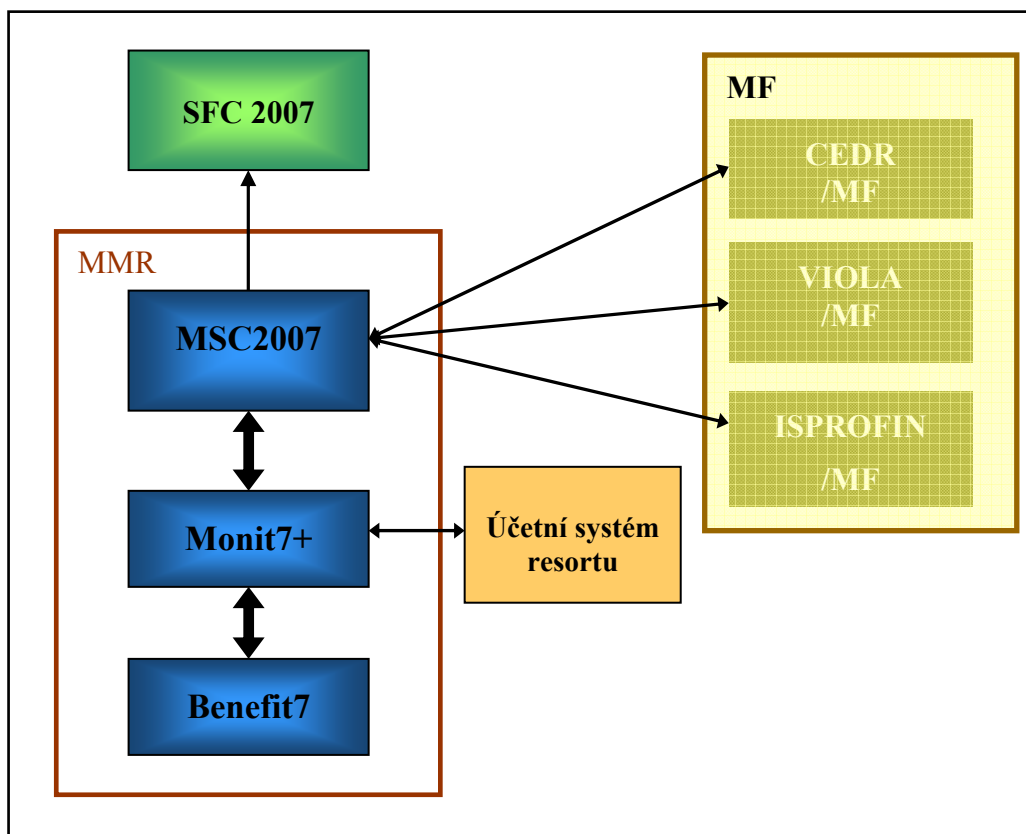 SFC 2007
MF
CEDR
/MF
MMR
VIOLA
/MF
MSC2007
ISPROFIN
/MF
Monit7+
Účetní systém
resortu
Benefit7